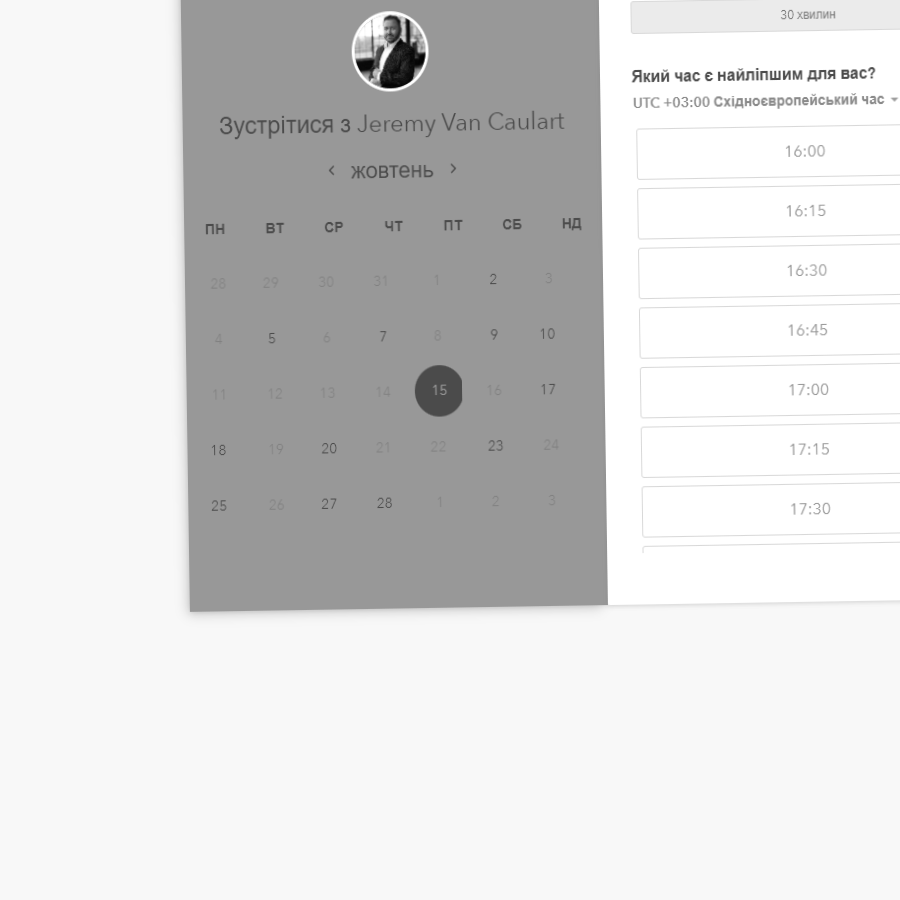 Зустрітися з Jeremy Van Caulart
‹ жовтень ›
ПН ВТ СР ЧТ ПТ СБ НД
28 29 30 31 1 2 3
4 5 6 7 8 9 10
11 12 13 14 15 16 17
18 19 20 21 22 23 24
25 26 27 28 1 2 3
30 хвилин
Який час є найліпшим для вас?
UTC +03:00 Східноєвропейський час
16:00
16:15
16:30
16:45
17:00
17:15
17:30